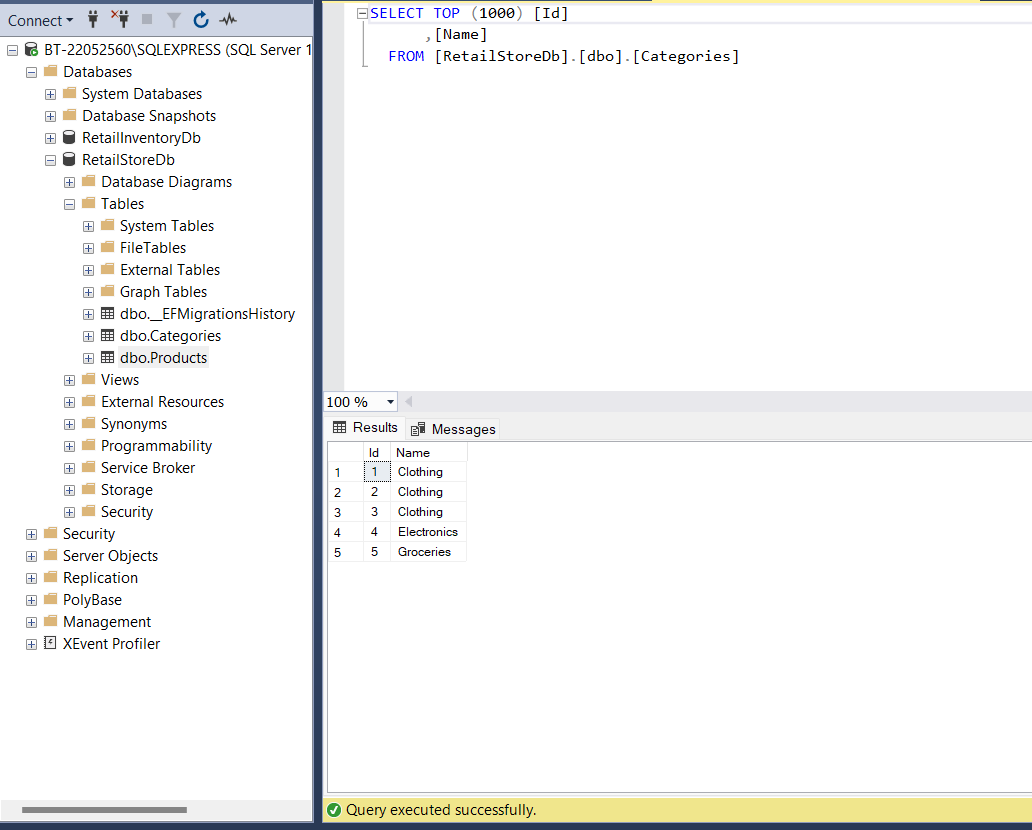 Connect
BT-22052560\SQLEXPRESS (SQL Server 1
Databases
System Databases
Database Snapshots
RetailInventoryDb
RetailStoreDb
Database Diagrams
Tables
System Tables
FileTables
External Tables
Graph Tables
dbo.__EFMigrationsHistory
dbo.Categories
dbo.Products
Views
External Resources
Synonyms
Programmability
Service Broker
Storage
Security
Security
Server Objects
Replication
PolyBase
Management
XEvent Profiler
SELECT TOP (1000) [Id]
,[Name]
FROM [RetailStoreDb].[dbo].[Categories]
100 %
Results Messages
Id Name
1 1 Clothing
2 2 Clothing
3 3 Clothing
4 4 Electronics
5 5 Groceries
Query executed successfully.